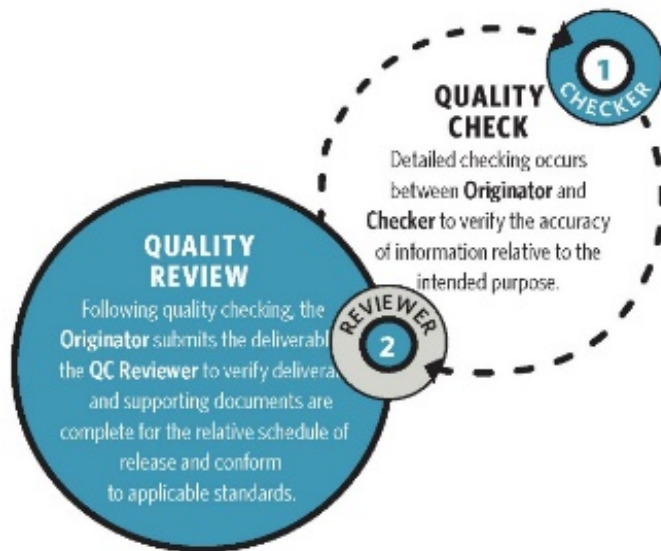 1
CHECKER
QUALITY
CHECK
Detailed checking occurs
between Originator and
Checker to verify the accuracy
of information relative to the
intended purpose.
QUALITY
REVIEW
Following quality checking, the
Originator submits the deliverabl
the QC Reviewer to verify delivera
and supporting documents are
complete for the relative schedule of
release and conform
to applicable standards.
REVIEWER
2